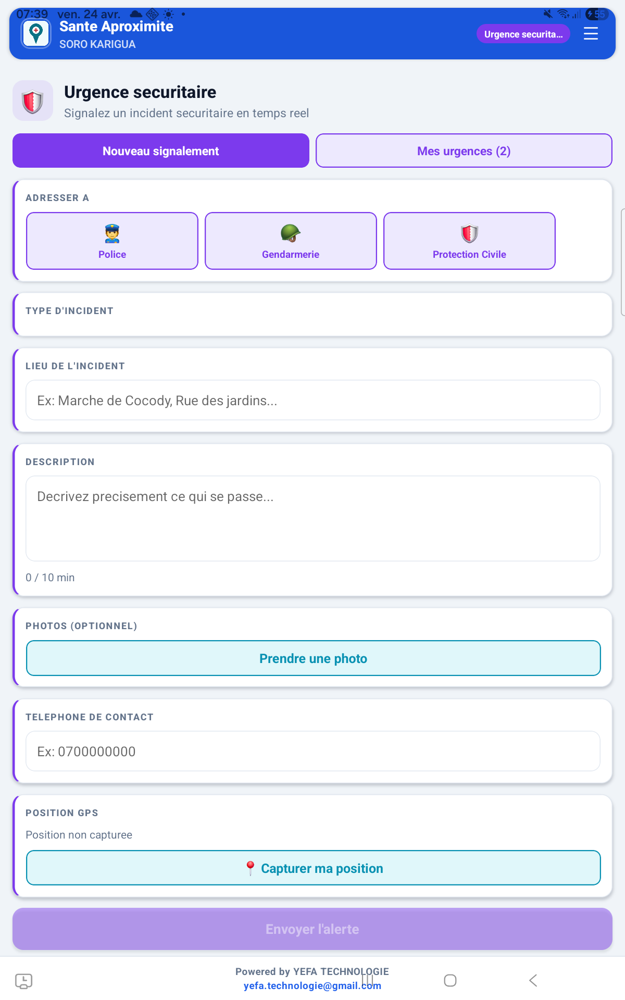 07:39 ven. 24 avr.
55
Sante Aproximite
SORO KARIGUA
Urgence securita...
Urgence securitaire
Signalez un incident securitaire en temps reel
Nouveau signalement
Mes urgences (2)
ADRESSER A
Police
Gendarmerie
Protection Civile
TYPE D'INCIDENT
LIEU DE L'INCIDENT
Ex: Marche de Cocody, Rue des jardins...
DESCRIPTION
Decrivez precisement ce qui se passe...
0 / 10 min
PHOTOS (OPTIONNEL)
Prendre une photo
TELEPHONE DE CONTACT
Ex: 0700000000
POSITION GPS
Position non capturee
Capturer ma position
Envoyer l'alerte
Powered by YEFA TECHNOLOGIE
yefa.technologie@gmail.com